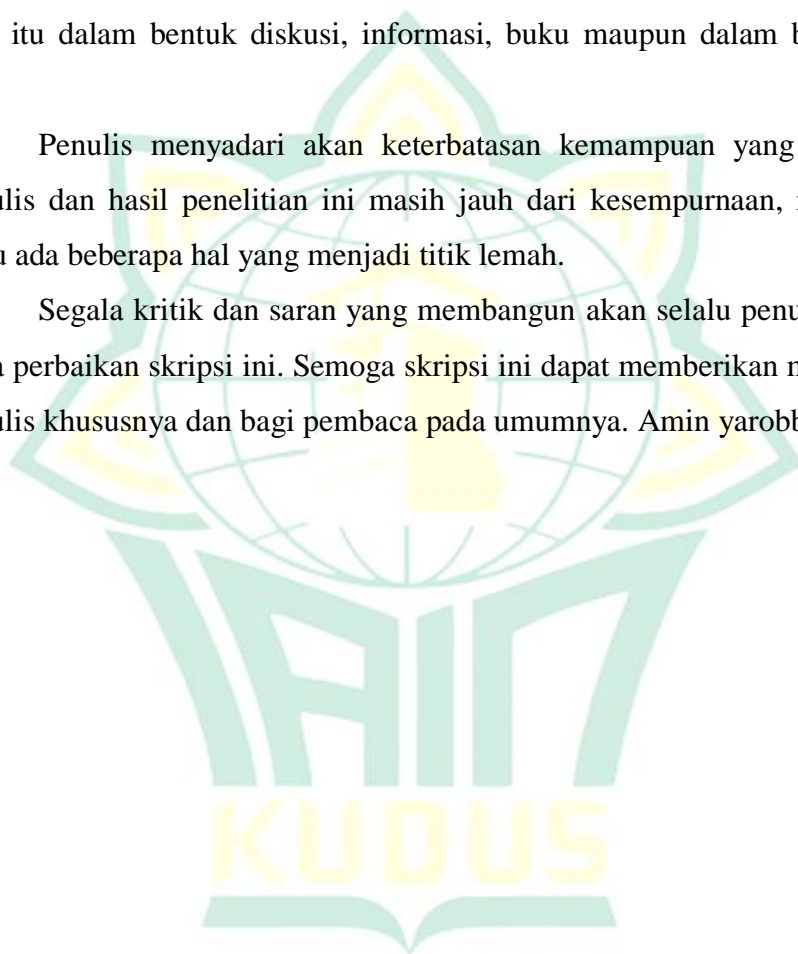 itu dalam bentuk diskusi, informasi, buku maupun dalam b
Penulis menyadari akan keterbatasan kemampuan yang
ulis dan hasil penelitian ini masih jauh dari kesempurnaan,
u ada beberapa hal yang menjadi titik lemah.
Segala kritik dan saran yang membangun akan selalu penu
a perbaikan skripsi ini. Semoga skripsi ini dapat memberikan m
ulis khususnya dan bagi pembaca pada umumnya. Amin yarobb
IAIN
KUDUS